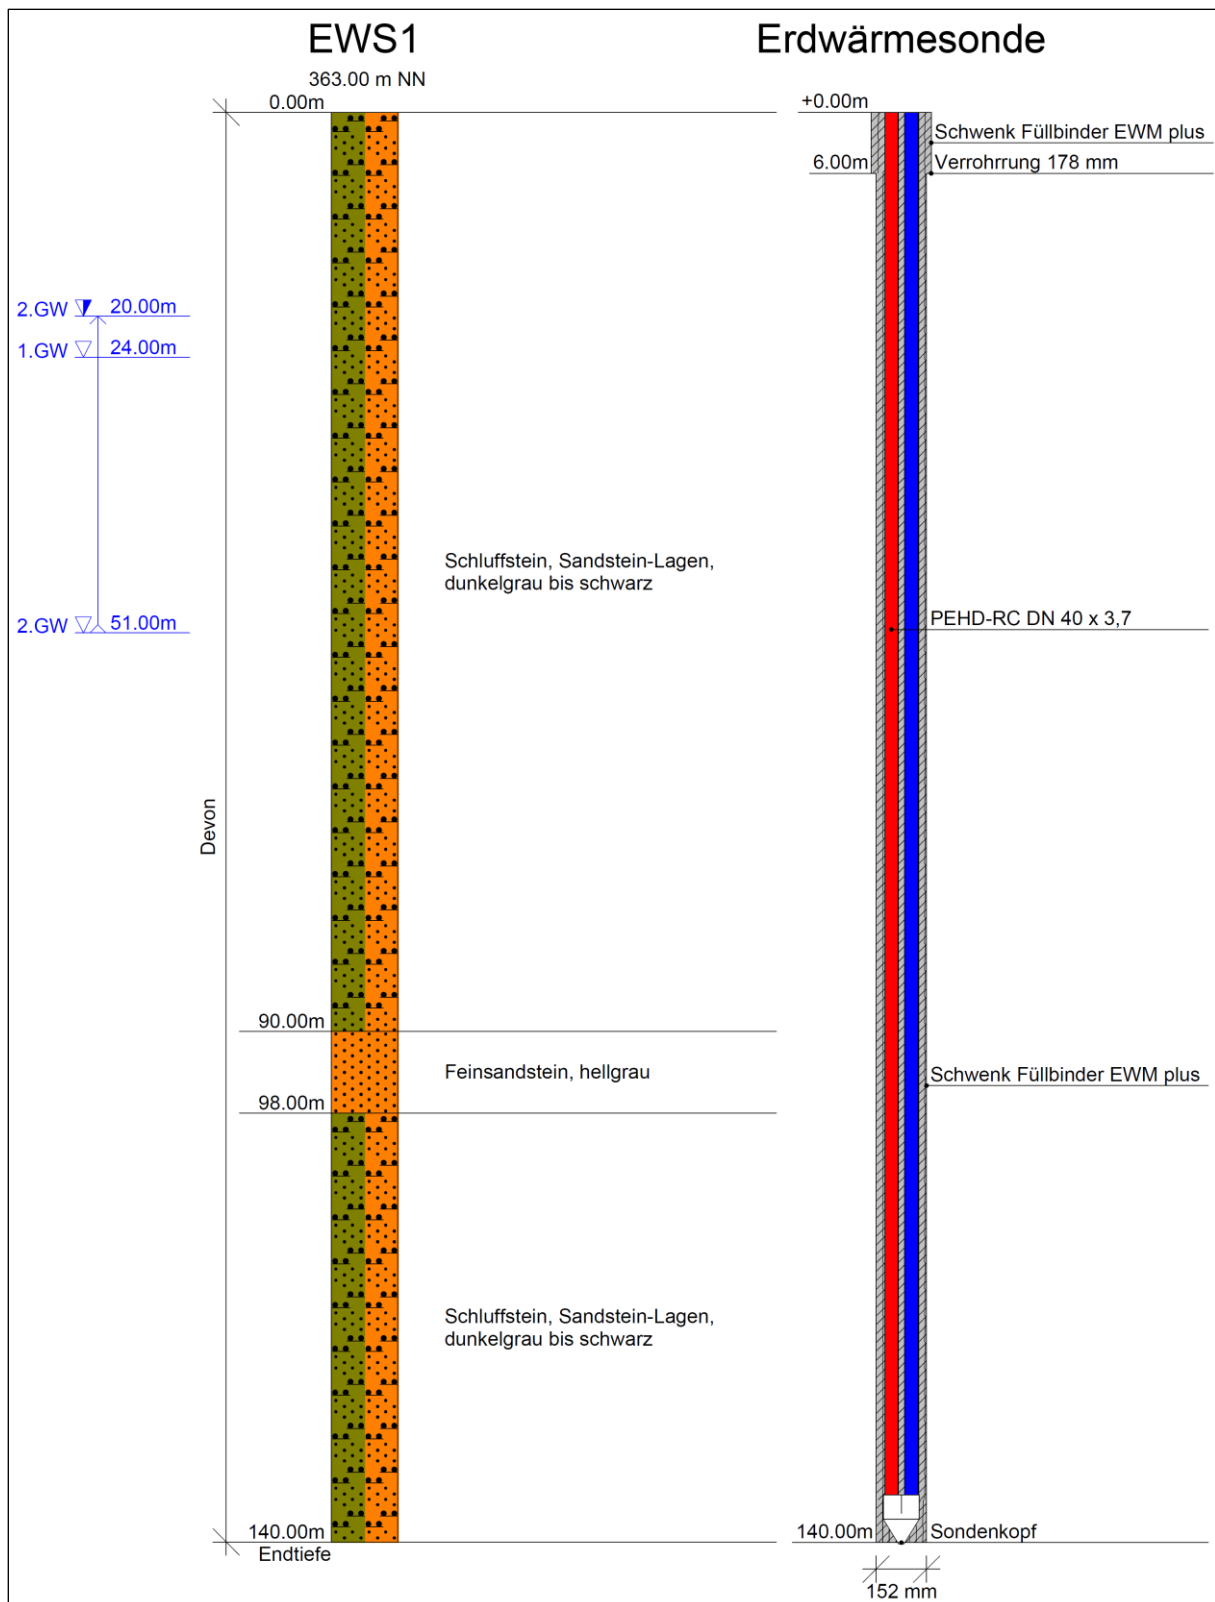 EWS1
Erdwärmesonde
363.00 m NN
0.00m
+0.00m
Schwenk Füllbinder EWM plus
6.00m
Verrohrrung 178 mm
2.GW
20.00m
1.GW
24.00m
Schluffstein, Sandstein-Lagen,
dunkelgrau bis schwarz
2.GW
51.00m
PEHD-RC DN 40 x 3,7
Devon
90.00m
Feinsandstein, hellgrau
Schwenk Füllbinder EWM plus
98.00m
Schluffstein, Sandstein-Lagen,
dunkelgrau bis schwarz
140.00m
Endtiefe
140.00m
Sondenkopf
152 mm